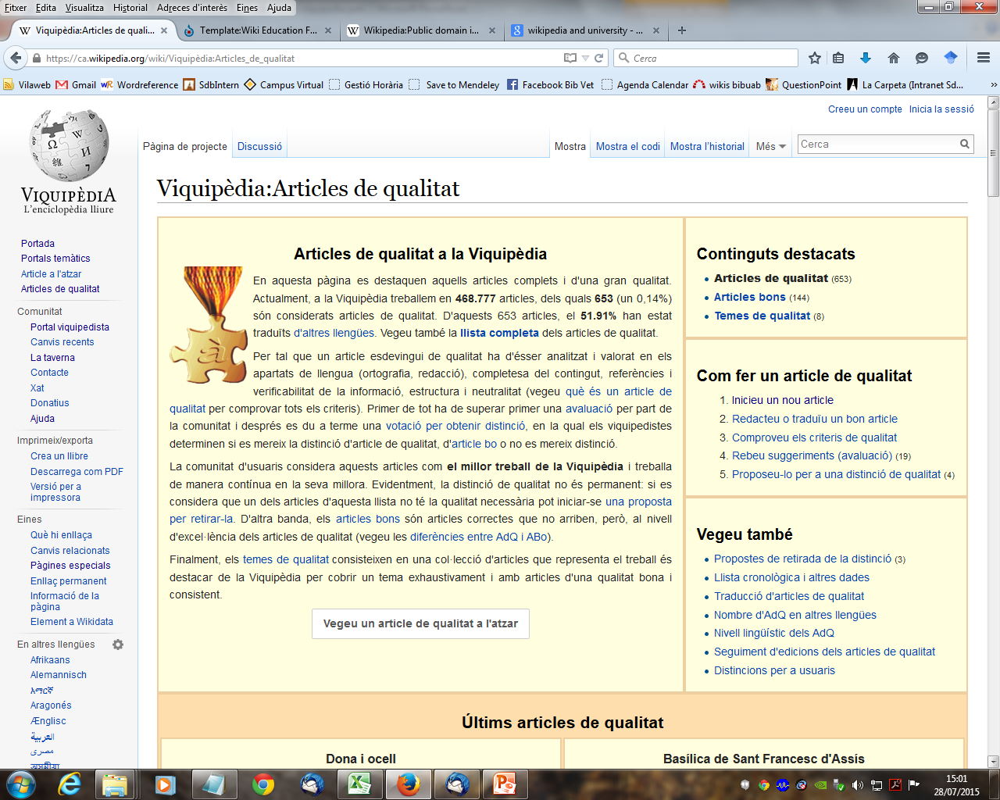 Fitxer Edita Visualitza Historial Adreces d'interès Eines Ajuda
Viquipèdia:Articles de quali...
Template:Wiki Education F...
Wikipedia:Public domain i...
wikipedia and university - ...
https://ca.wikipedia.org/wiki/Viquipèdia:Articles_de_qualitat
Cerca
Vilaweb Gmail Wordreference SdbIntern Campus Virtual Gestió Horària Save to Mendeley Facebook Bib Vet Agenda Calendar wikis bibuab QuestionPoint La Carpeta (Intranet Sd...
Creeu un compte Inicia la sessió
Pàgina de projecte Discussió Mostra Mostra el codi Mostra l'historial Més Cerca
VIQUIPÈDIA
L'enciclopèdia lliure
Portada
Portals temàtics
Article a l'atzar
Articles de qualitat
Comunitat
Portal viquipedista
Canvis recents
La taverna
Contacte
Xat
Donatius
Ajuda
Imprimeix/exporta
Crea un llibre
Descarrega com PDF
Versió per a
impressora
Eines
Què hi enllaça
Canvis relacionats
Pàgines especials
Enllaç permanent
Informació de la
pàgina
Element a Wikidata
En altres llengües
Afrikaans
Alemannisch
አማርኛ
Aragonés
Ænglisc
العربية
مصرى
অসমীয়া
Viquipèdia:Articles de qualitat
Articles de qualitat a la Viquipèdia
à
En aquesta pàgina es destaquen aquells articles complets i d'una gran qualitat.
Actualment, a la Viquipèdia treballem en 468.777 articles, dels quals 653 (un 0,14%)
són considerats articles de qualitat. D'aquests 653 articles, el 51.91% han estat
traduïts d'altres llengües. Vegeu també la llista completa dels articles de qualitat.
Per tal que un article esdevingui de qualitat ha d'ésser analitzat i valorat en els
apartats de llengua (ortografia, redacció), completesa del contingut, referències i
verificabilitat de la informació, estructura i neutralitat (vegeu què és un article de
qualitat per comprovar tots els criteris). Primer de tot ha de superar primer una avaluació per part de
la comunitat i després es du a terme una votació per obtenir distinció, en la qual els viquipedistes
determinen si es mereix la distinció d'article de qualitat, d'article bo o no es mereix distinció.
La comunitat d'usuaris considera aquests articles com el millor treball de la Viquipèdia i treballa
de manera contínua en la seva millora. Evidentment, la distinció de qualitat no és permanent: si es
considera que un dels articles d'aquesta llista no té la qualitat necessària pot iniciar-se una proposta
per retirar-la. D'altra banda, els articles bons són articles correctes que no arriben, però, al nivell
d'excel·lència dels articles de qualitat (vegeu les diferències entre AdQ i ABo).
Finalment, els temes de qualitat consisteixen en una col·lecció d'articles que representa el treball és
destacar de la Viquipèdia per cobrir un tema exhaustivament i amb articles d'una qualitat bona i
consistent.
Vegeu un article de qualitat a l'atzar
Continguts destacats
Articles de qualitat (653)
Articles bons (144)
Temes de qualitat (8)
Com fer un article de qualitat
1. Inicieu un nou article
2. Redacteu o traduïu un bon article
3. Comproveu els criteris de qualitat
4. Rebeu suggeriments (avaluació) (19)
5. Proposeu-lo per a una distinció de qualitat (4)
Vegeu també
Propostes de retirada de la distinció (3)
Llista cronològica i altres dades
Traducció d'articles de qualitat
Nombre d'AdQ en altres llengües
Nivell lingüístic dels AdQ
Seguiment d'edicions dels articles de qualitat
Distincions per a usuaris
Últims articles de qualitat
Dona i ocell
Basílica de Sant Francesc d'Assís
15:01
28/07/2015